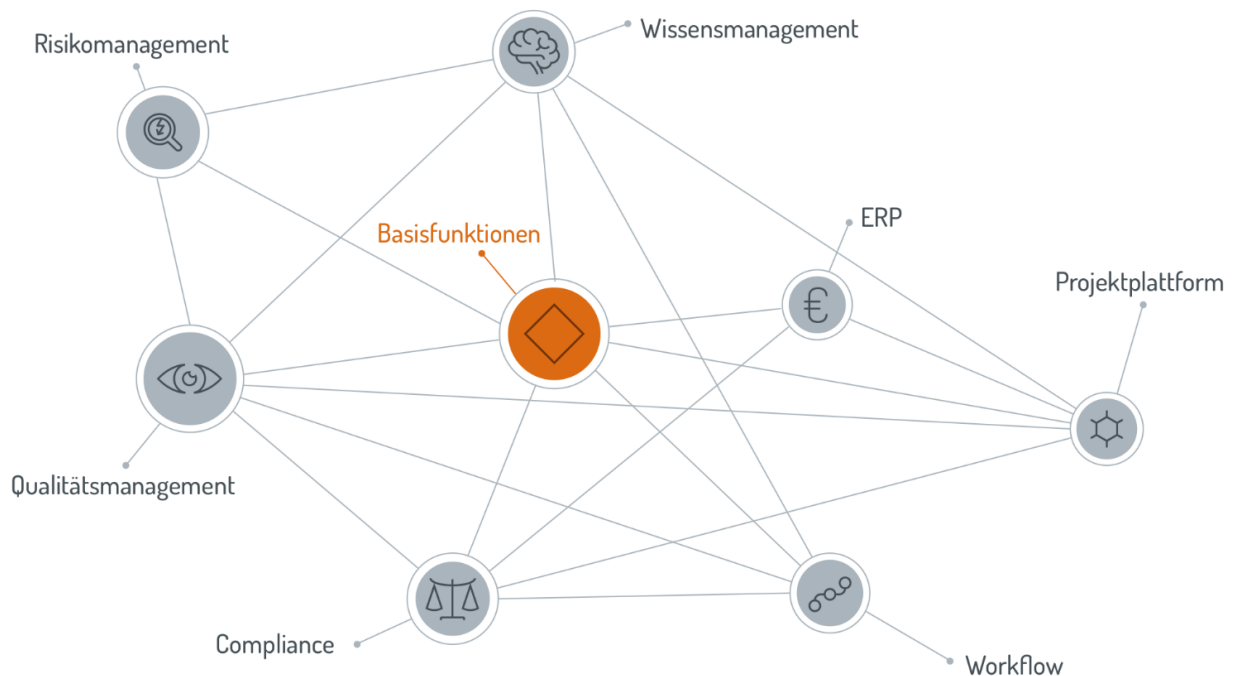 Wissensmanagement
Risikomanagement
ERP
Basisfunktionen
Projektplattform
€
Qualitätsmanagement
Compliance
Workflow